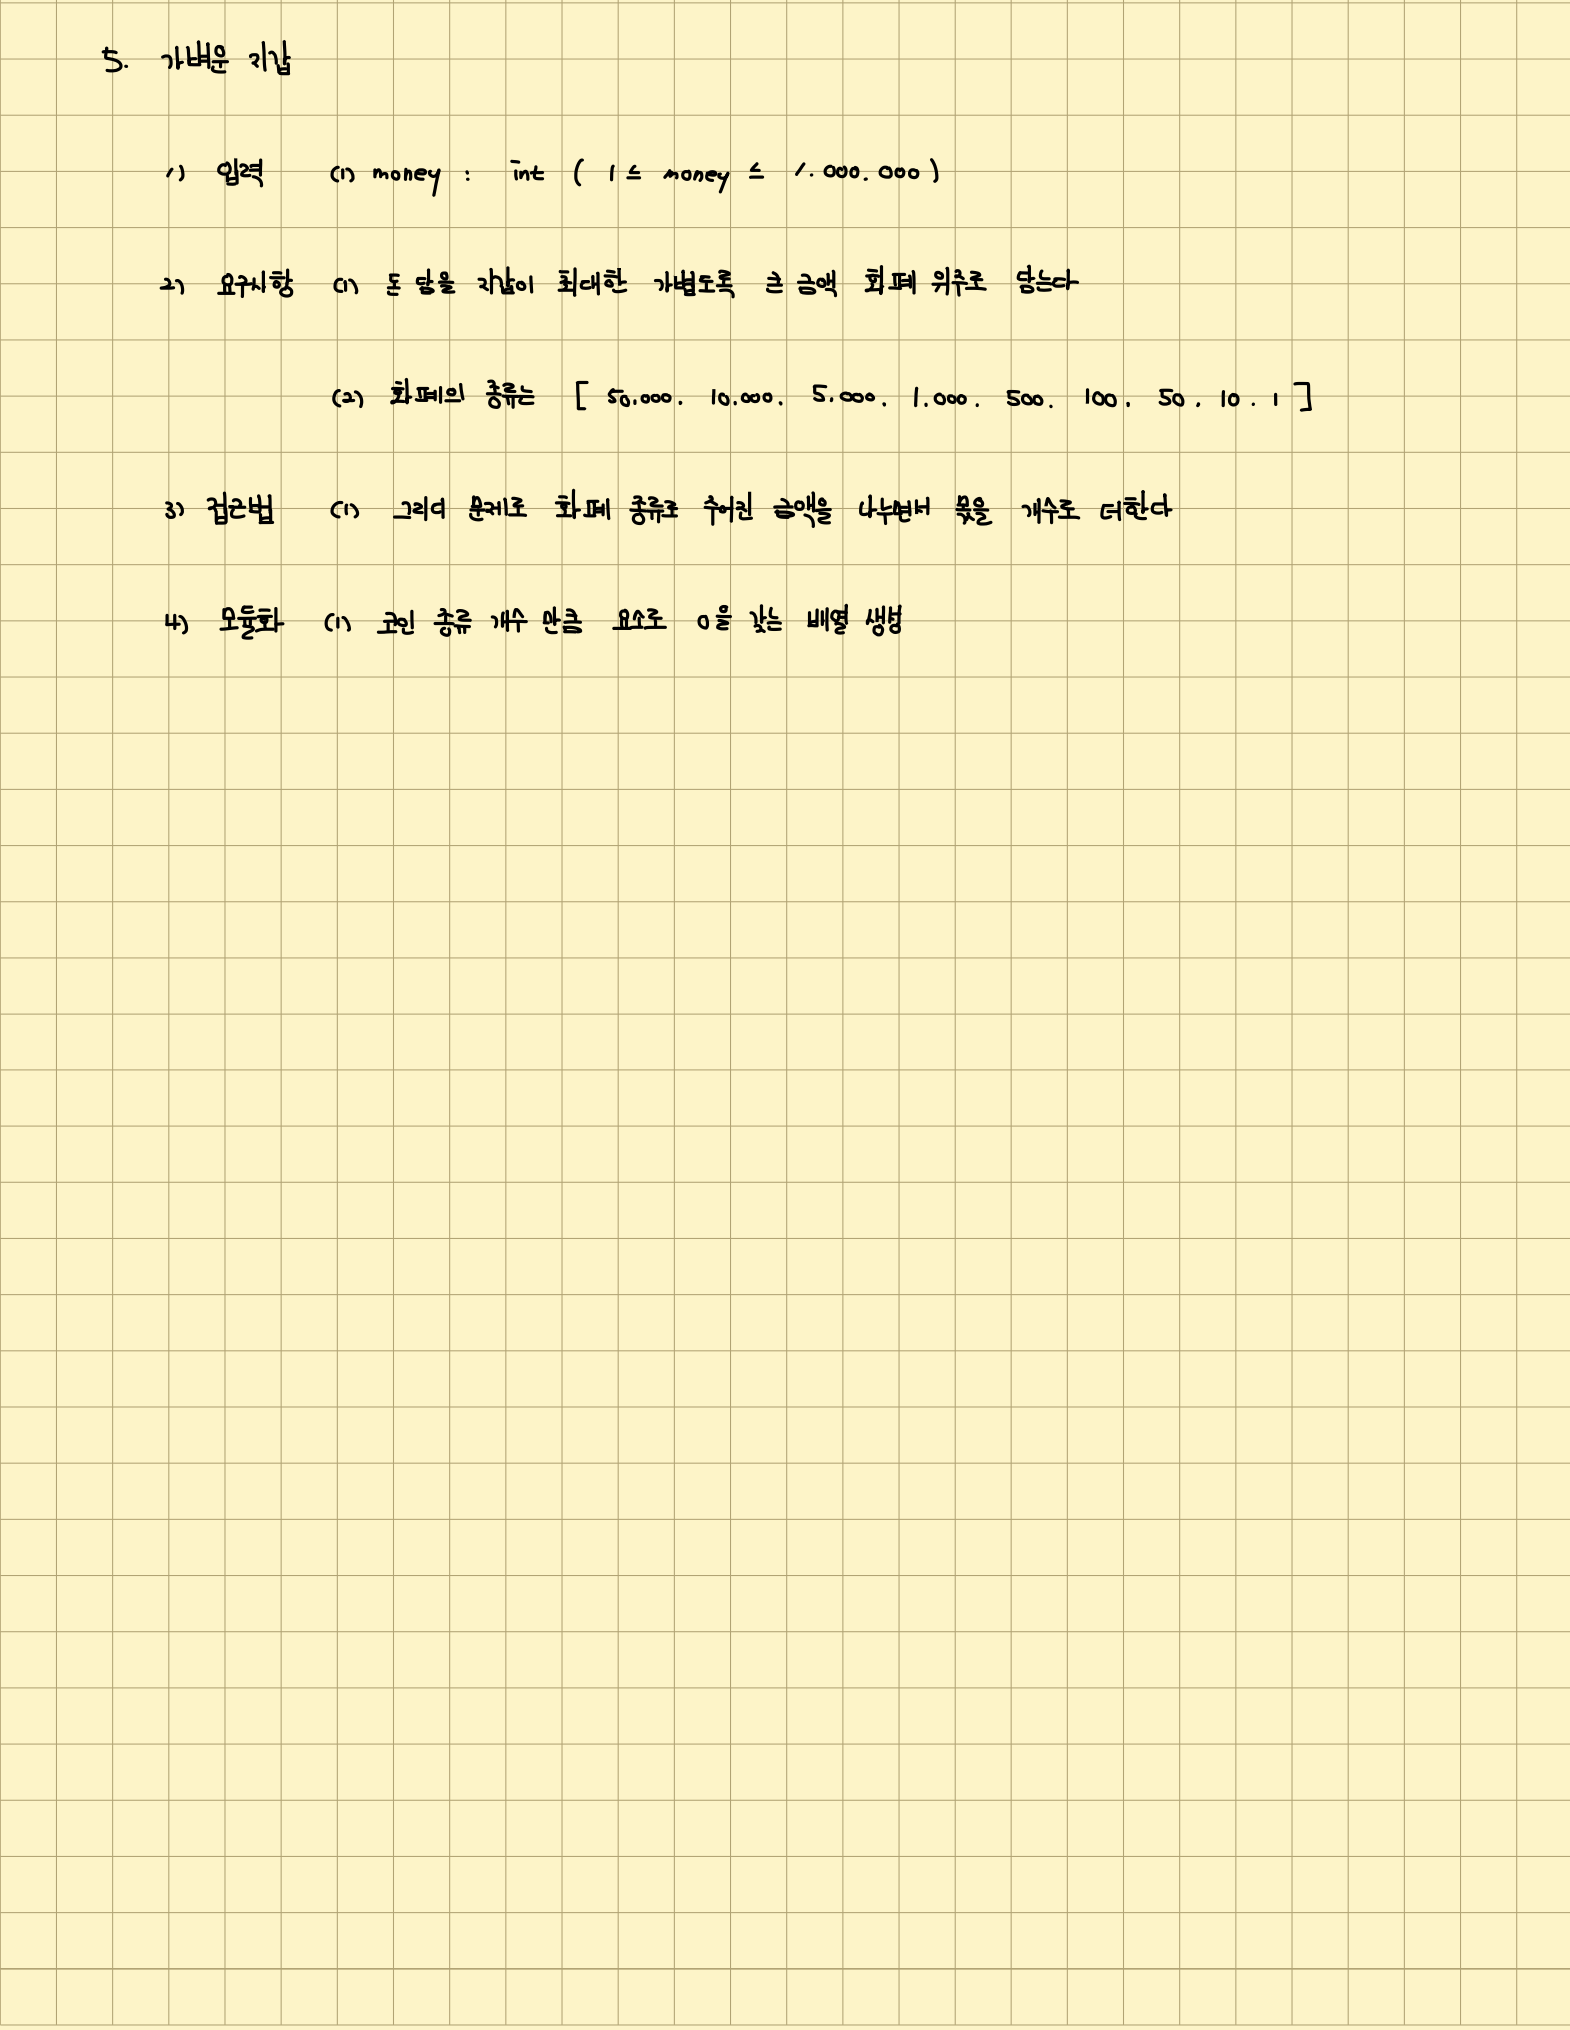 5. 가벼운 지갑
1) 입력 (1) money : int ( 1 ≤ money ≤ 1.000.000 )
2) 요구사항 (1) 돈 담을 지갑이 최대한 가볍도록 큰 금액 화폐 위주로 담는다
(2) 화폐의 종류는 [ 50.000. 10.000. 5.000. 1.000. 500. 100. 50. 10. 1 ]
3) 접근법 (1) 그리디 문제로 화폐 종류로 주어진 금액을 나누면서 몫을 개수로 더한다
4) 모듈화 (1) 코인 종류 개수 만큼 요소로 0을 갖는 배열 생성